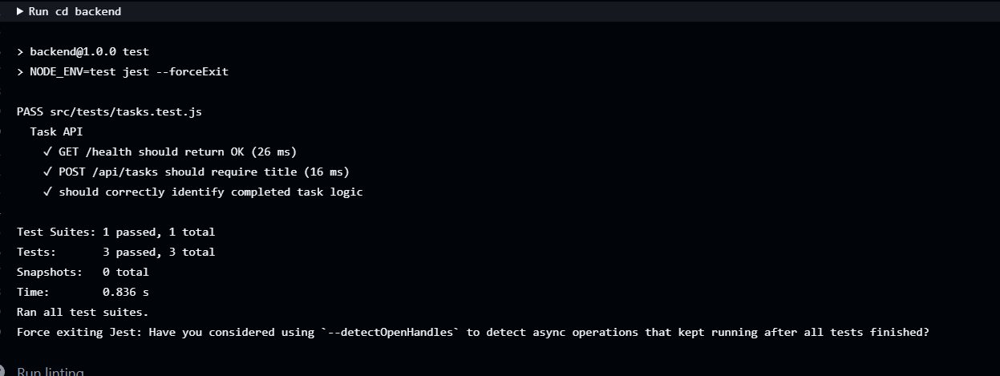 ▶ Run cd backend
> backend@1.0.0 test
> NODE_ENV=test jest --forceExit
PASS src/tests/tasks.test.js
Task API
✓ GET /health should return OK (26 ms)
✓ POST /api/tasks should require title (16 ms)
✓ should correctly identify completed task logic
Test Suites: 1 passed, 1 total
Tests:       3 passed, 3 total
Snapshots:   0 total
Time:        0.836 s
Ran all test suites.
Force exiting Jest: Have you considered using `--detectOpenHandles` to detect async operations that kept running after all tests finished?
Run linting